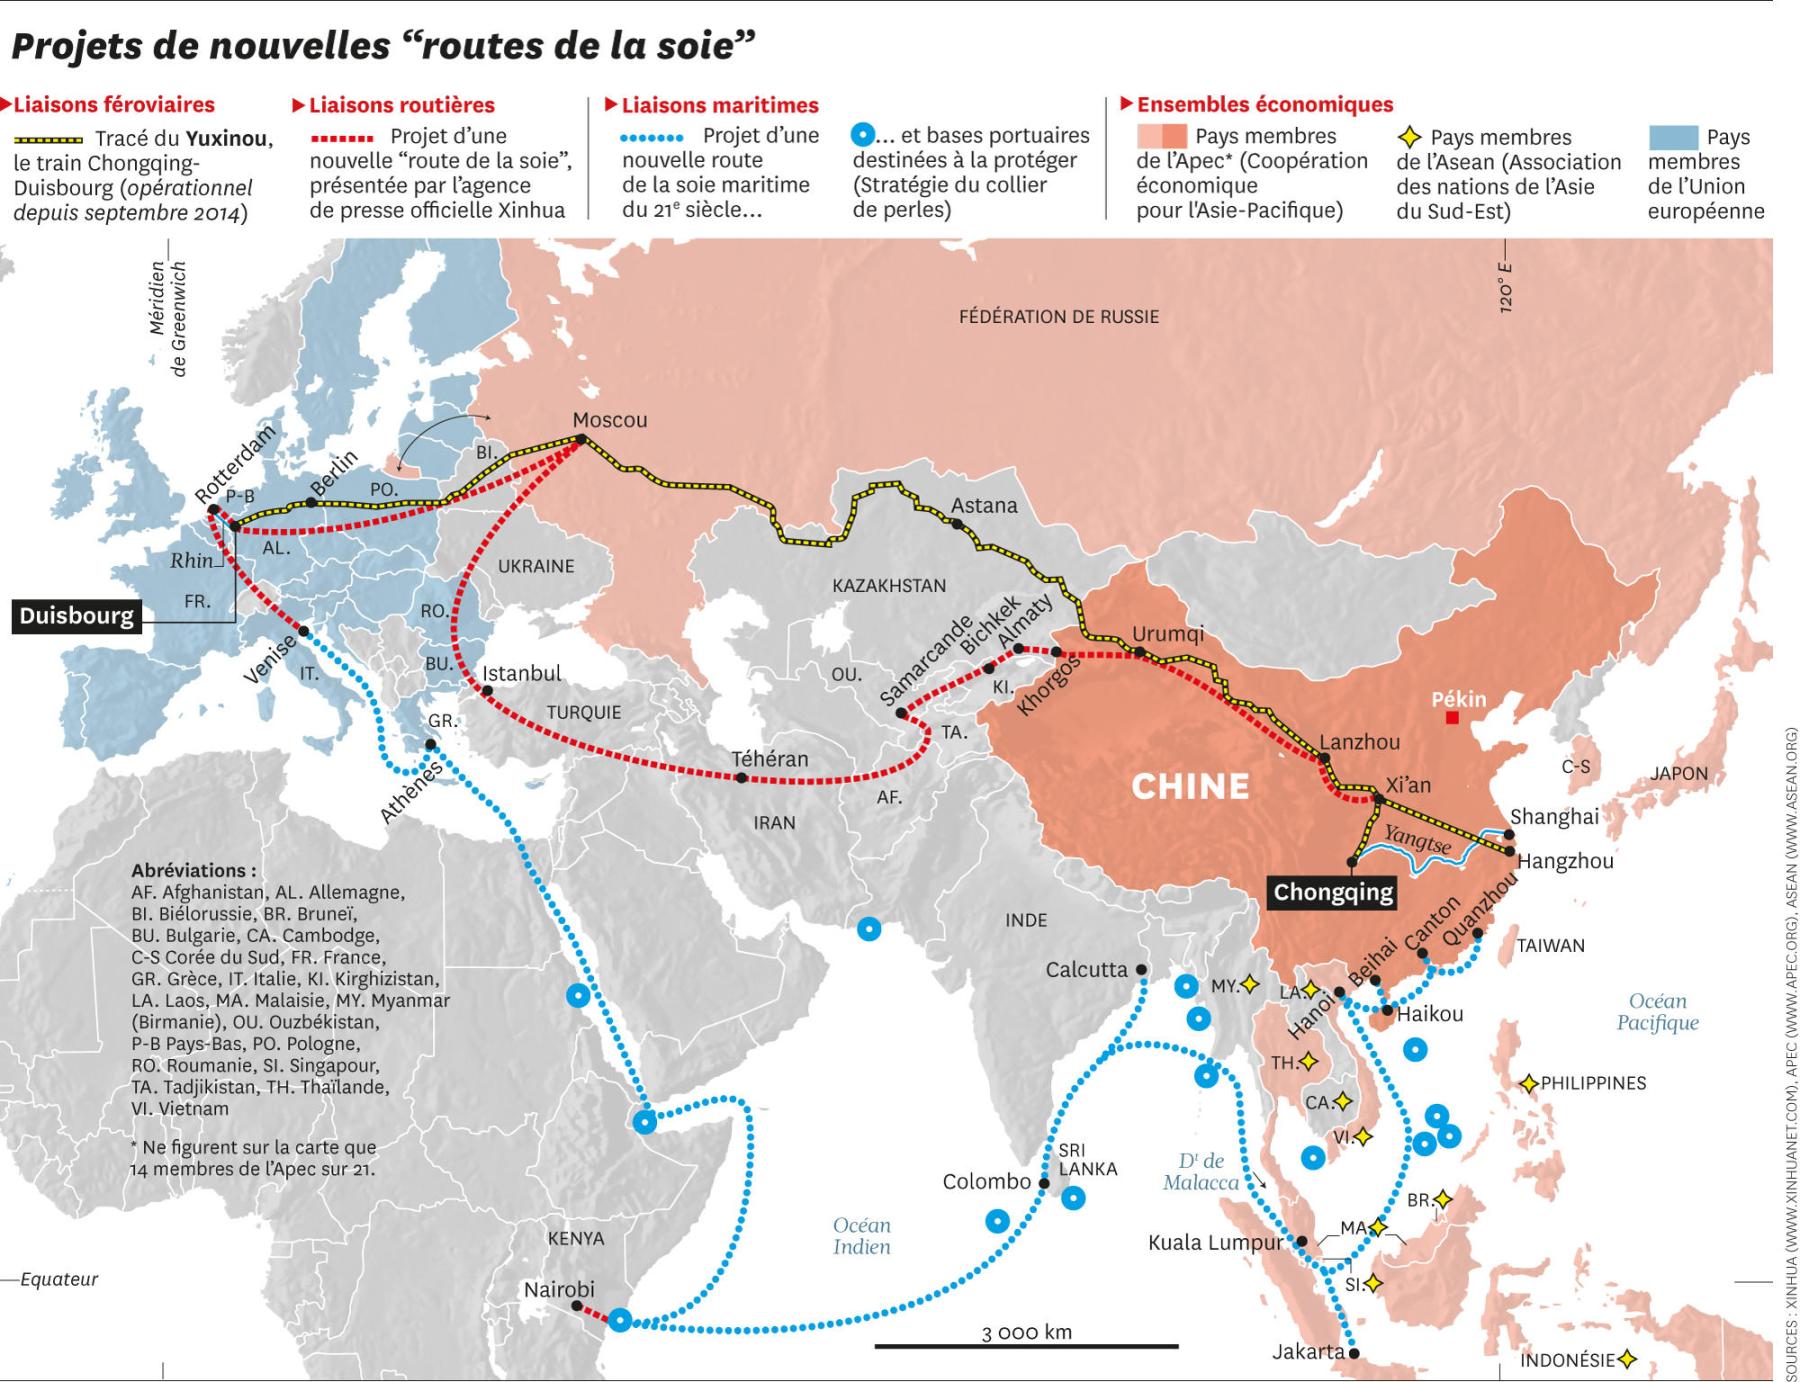 Projets de nouvelles “routes de la soie”
Liaisons féroviaires
Tracé du Yuxinou,
le train Chongqing-
Duisbourg (opérationnel
depuis septembre 2014)
Liaisons routières
Projet d’une
nouvelle “route de la soie”,
présentée par l’agence
de presse officielle Xinhua
Liaisons maritimes
Projet d’une
nouvelle route
de la soie maritime
du 21e siècle...
... et bases portuaires
destinées à la protéger
(Stratégie du collier
de perles)
Ensembles économiques
Pays membres
de l’Apec* (Coopération
économique
pour l'Asie-Pacifique)
Pays membres
de l’Asean (Association
des nations de l’Asie
du Sud-Est)
Pays
membres
de l’Union
européenne
Méridien
de Greenwich
120° E
FÉDÉRATION DE RUSSIE
Moscou
Rotterdam
P-B
Berlin
PO.
BI.
Astana
AL.
Rhin
UKRAINE
KAZAKHSTAN
FR.
Duisbourg
RO.
Samarcande
Bichkek
Almaty
Urumqi
Venise
IT.
BU.
Istanbul
OU.
KI.
Khorgos
Pékin
GR.
TURQUIE
TA.
Lanzhou
Athènes
Téhéran
AF.
CHINE
Xi’an
C-S
JAPON
IRAN
Yangtse
Shanghai
Hangzhou
Chongqing
Abréviations :
AF. Afghanistan, AL. Allemagne,
BI. Biélorussie, BR. Bruneï,
BU. Bulgarie, CA. Cambodge,
C-S Corée du Sud, FR. France,
GR. Grèce, IT. Italie, KI. Kirghizistan,
LA. Laos, MA. Malaisie, MY. Myanmar
(Birmanie), OU. Ouzbékistan,
P-B Pays-Bas, PO. Pologne,
RO. Roumanie, SI. Singapour,
TA. Tadjikistan, TH. Thaïlande,
VI. Vietnam
* Ne figurent sur la carte que
14 membres de l’Apec sur 21.
INDE
Calcutta
MY.
LA.
Hanoi
Beihai
Canton
Quanzhou
TAIWAN
Haikou
Océan
Pacifique
TH.
CA.
VI.
PHILIPPINES
SRI
LANKA
Colombo
Dt de
Malacca
BR.
Océan
Indien
KENYA
Kuala Lumpur
MA.
Equateur
Nairobi
SI.
3 000 km
Jakarta
INDONÉSIE
SOURCES : XINHUA (WWW.XINHUANET.COM), APEC (WWW.APEC.ORG), ASEAN (WWW.ASEAN.ORG)